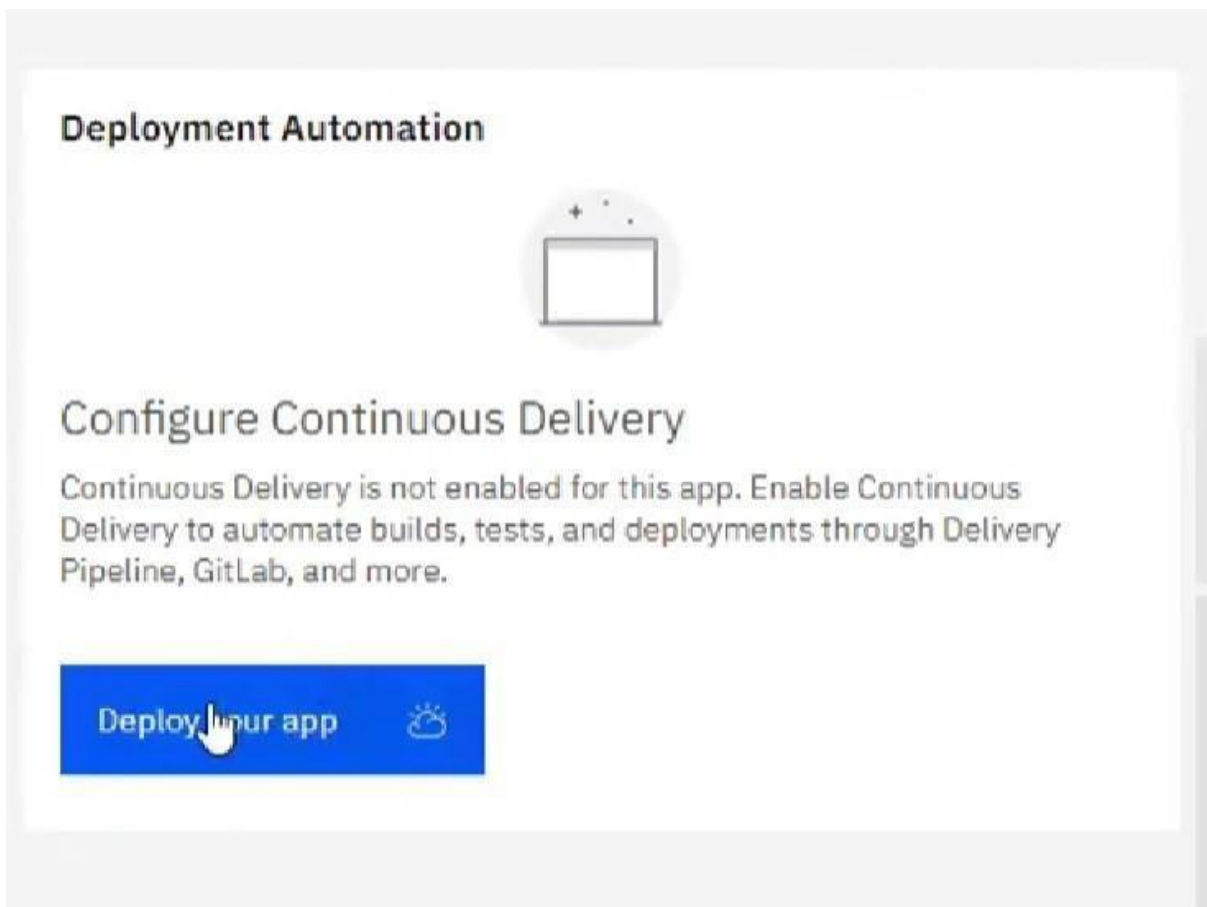 Deployment Automation
Configure Continuous Delivery
Continuous Delivery is not enabled for this app. Enable Continuous
Delivery to automate builds, tests, and deployments through Delivery
Pipeline, GitLab, and more.
Deploy your app